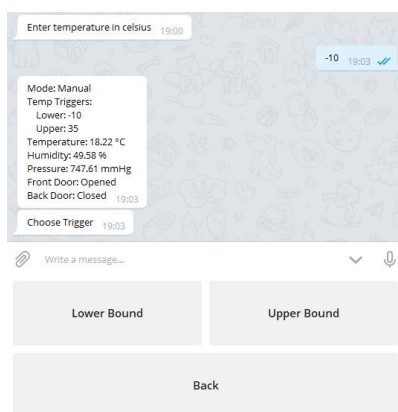 Enter temperature in celsius 19:00
-10 19:03
Mode: Manual
Temp Triggers:
Lower: -10
Upper: 35
Temperature: 18.22 °C
Humidity: 49.58 %
Pressure: 747.61 mmHg
Front Door: Opened
Back Door: Closed 19:03
Choose Trigger 19:03
Write a message...
Lower Bound
Upper Bound
Back